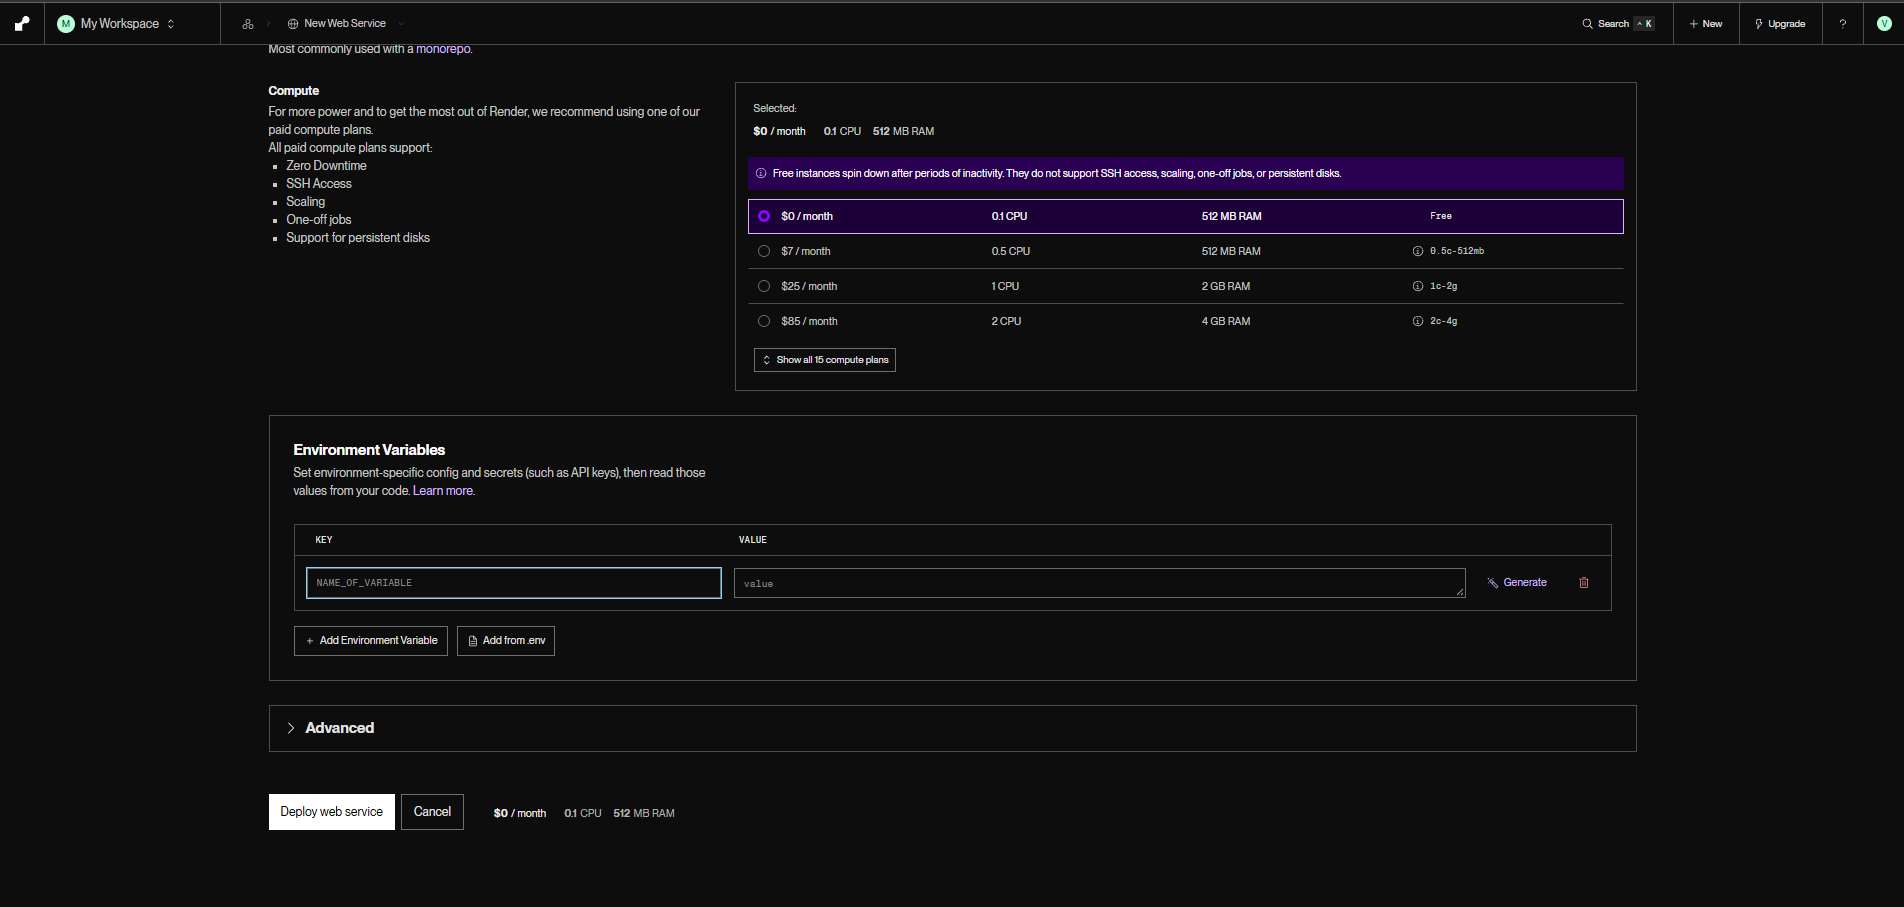 M My Workspace
New Web Service
Search ^ K
+ New
Upgrade
?
V
Most commonly used with a monorepo.
Compute
For more power and to get the most out of Render, we recommend using one of our
paid compute plans.
All paid compute plans support:
Zero Downtime
SSH Access
Scaling
One-off jobs
Support for persistent disks
Selected:
$0 / month 0.1 CPU 512 MB RAM
Free instances spin down after periods of inactivity. They do not support SSH access, scaling, one-off jobs, or persistent disks.
$0 / month 0.1 CPU 512 MB RAM Free
$7 / month 0.5 CPU 512 MB RAM 0.5c-512mb
$25 / month 1 CPU 2 GB RAM 1c-2g
$85 / month 2 CPU 4 GB RAM 2c-4g
Show all 15 compute plans
Environment Variables
Set environment-specific config and secrets (such as API keys), then read those
values from your code. Learn more.
KEY VALUE
NAME_OF_VARIABLE value Generate
+ Add Environment Variable Add from .env
Advanced
Deploy web service Cancel $0 / month 0.1 CPU 512 MB RAM